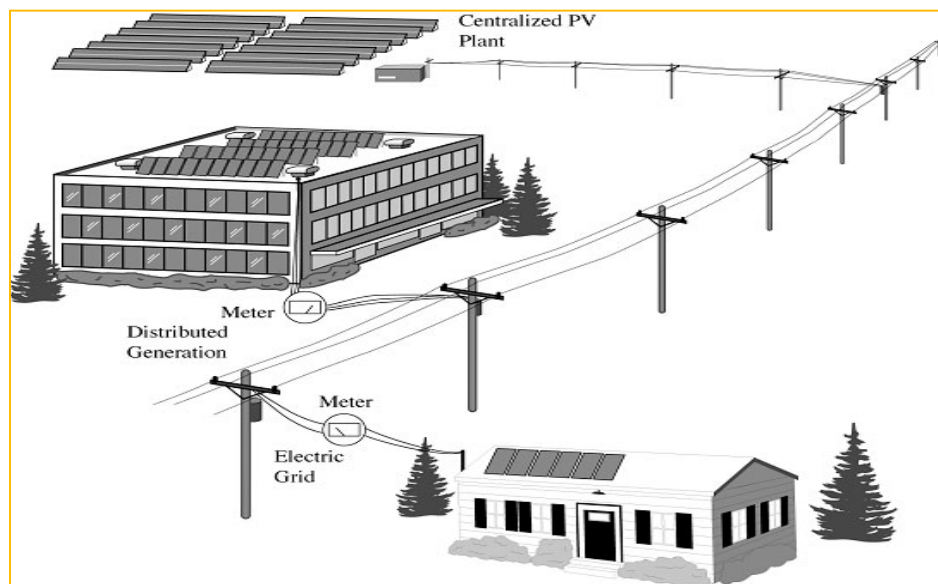 Centralized PV
Plant
Meter
Distributed
Generation
Meter
Electric
Grid